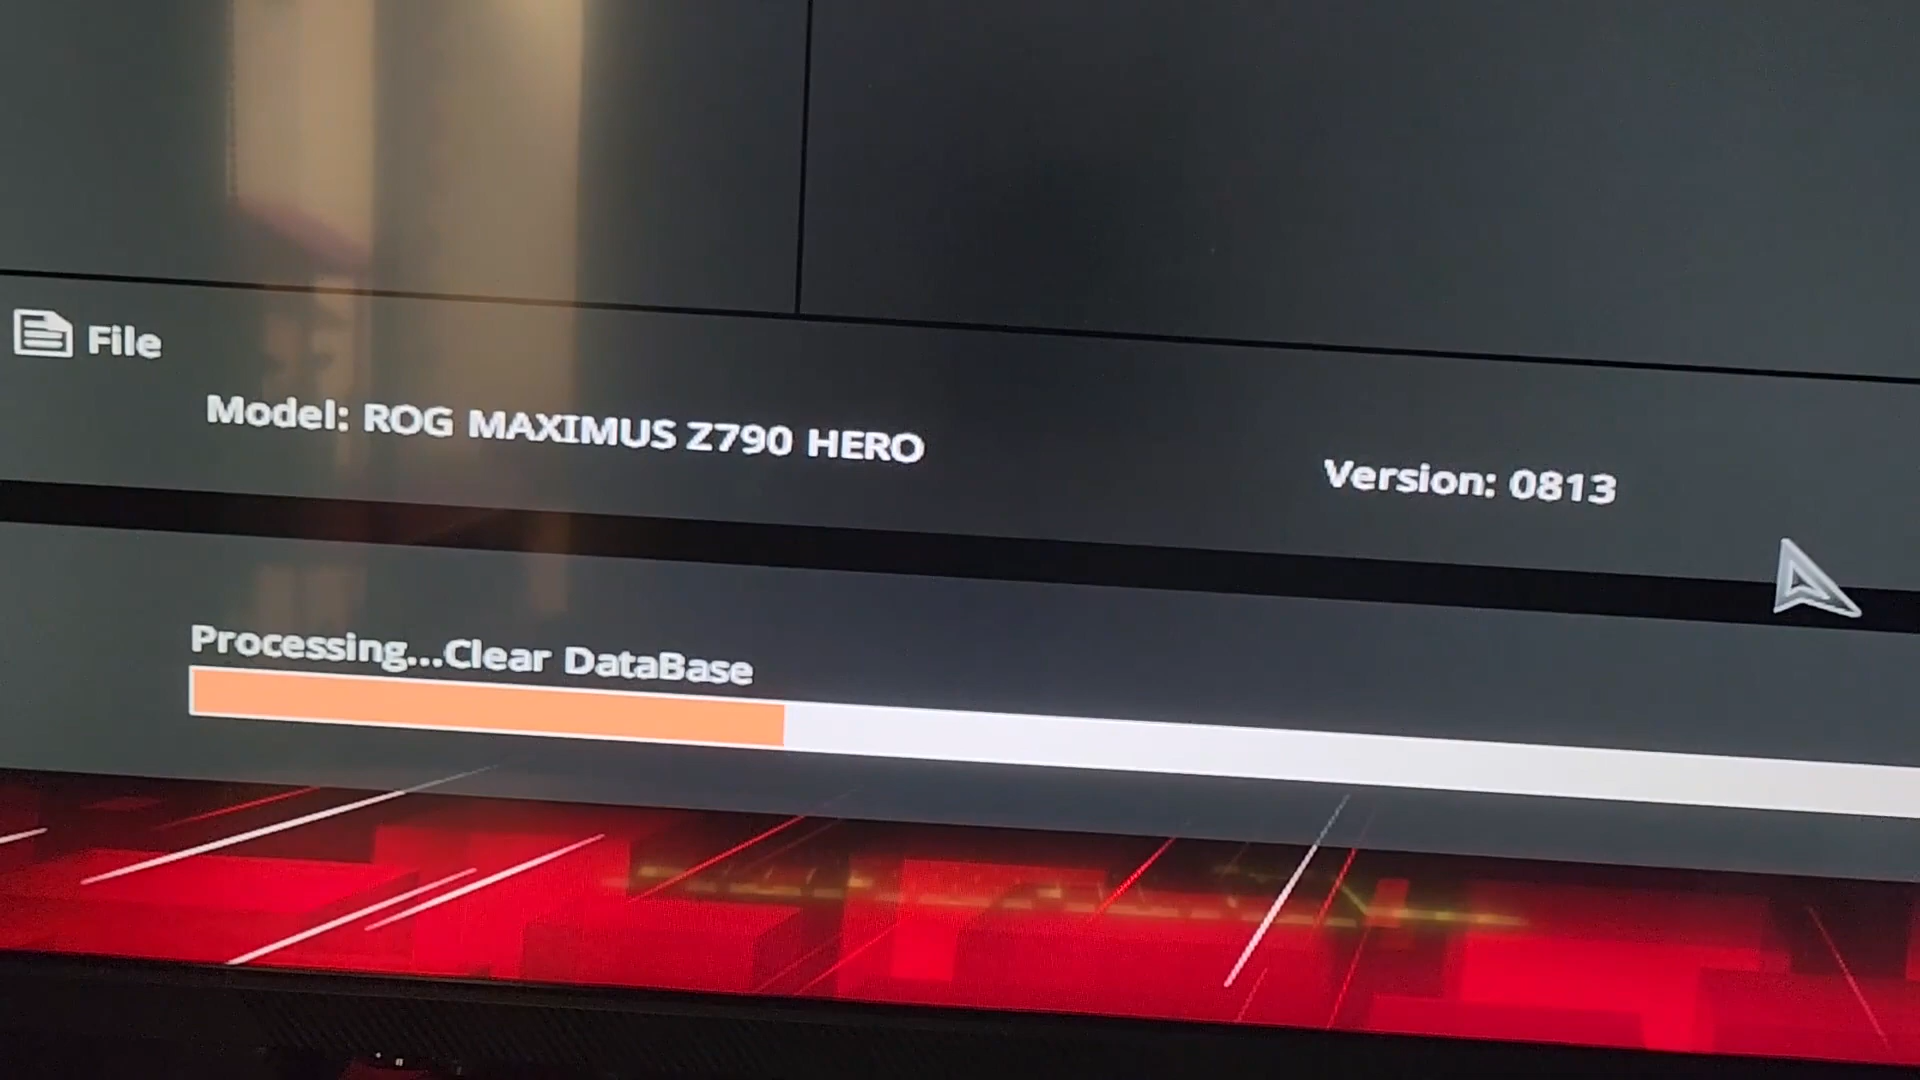 File
Model: ROG MAXIMUS Z790 HERO
Version: 0813
Processing...Clear DataBase